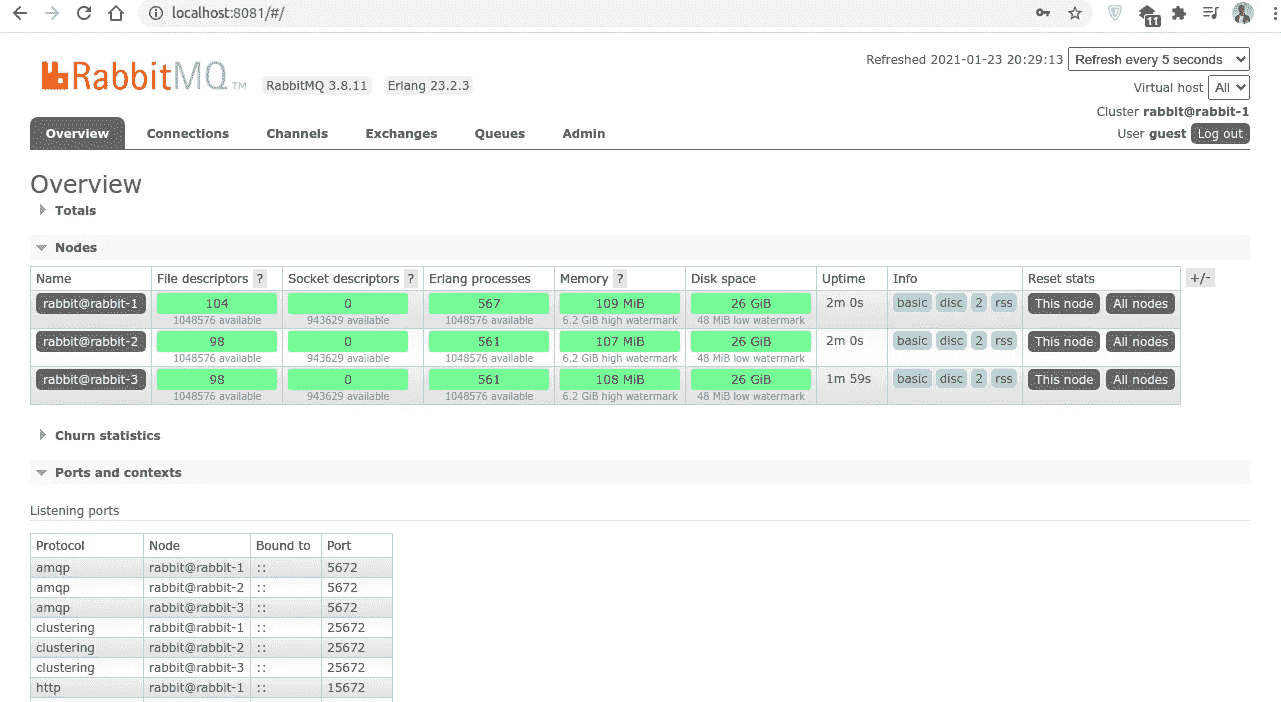 localhost:8081/#/
11
RabbitMQ TM RabbitMQ 3.8.11 Erlang 23.2.3
Refreshed 2021-01-23 20:29:13 Refresh every 5 seconds
Virtual host All
Cluster rabbit@rabbit-1
User guest Log out
Overview Connections Channels Exchanges Queues Admin
Overview
Totals
Nodes
Name File descriptors ? Socket descriptors ? Erlang processes Memory ? Disk space Uptime Info Reset stats +/-
rabbit@rabbit-1 104 0 567 109 MiB 26 GiB 2m 0s basic disc 2 rss This node All nodes
1048576 available 943629 available 1048576 available 6.2 GiB high watermark 48 MiB low watermark
rabbit@rabbit-2 98 0 561 107 MiB 26 GiB 2m 0s basic disc 2 rss This node All nodes
1048576 available 943629 available 1048576 available 6.2 GiB high watermark 48 MiB low watermark
rabbit@rabbit-3 98 0 561 108 MiB 26 GiB 1m 59s basic disc 2 rss This node All nodes
1048576 available 943629 available 1048576 available 6.2 GiB high watermark 48 MiB low watermark
Churn statistics
Ports and contexts
Listening ports
Protocol Node Bound to Port
amqp rabbit@rabbit-1 :: 5672
amqp rabbit@rabbit-2 :: 5672
amqp rabbit@rabbit-3 :: 5672
clustering rabbit@rabbit-1 :: 25672
clustering rabbit@rabbit-2 :: 25672
clustering rabbit@rabbit-3 :: 25672
http rabbit@rabbit-1 :: 15672